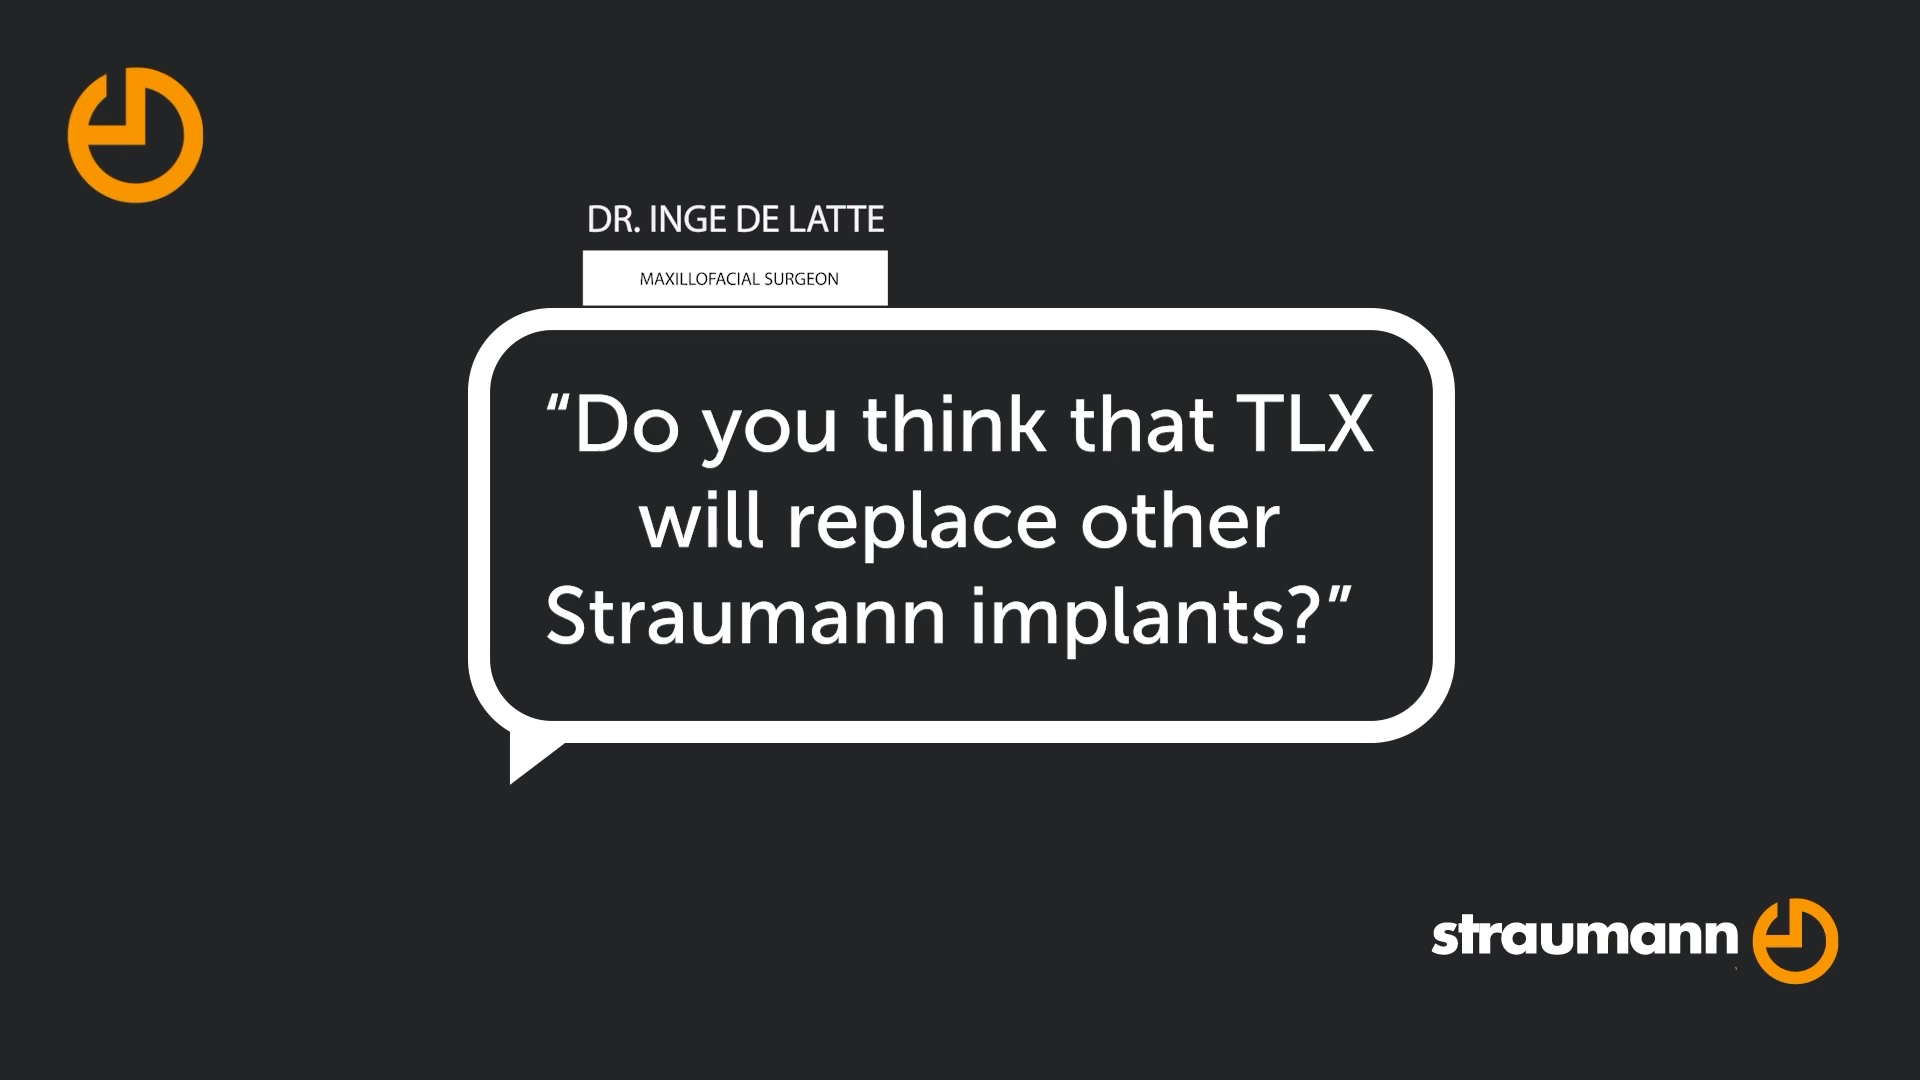 DR. INGE DE LATTE
MAXILLOFACIAL SURGEON
“Do you think that TLX
will replace other
Straumann implants?”
straumann